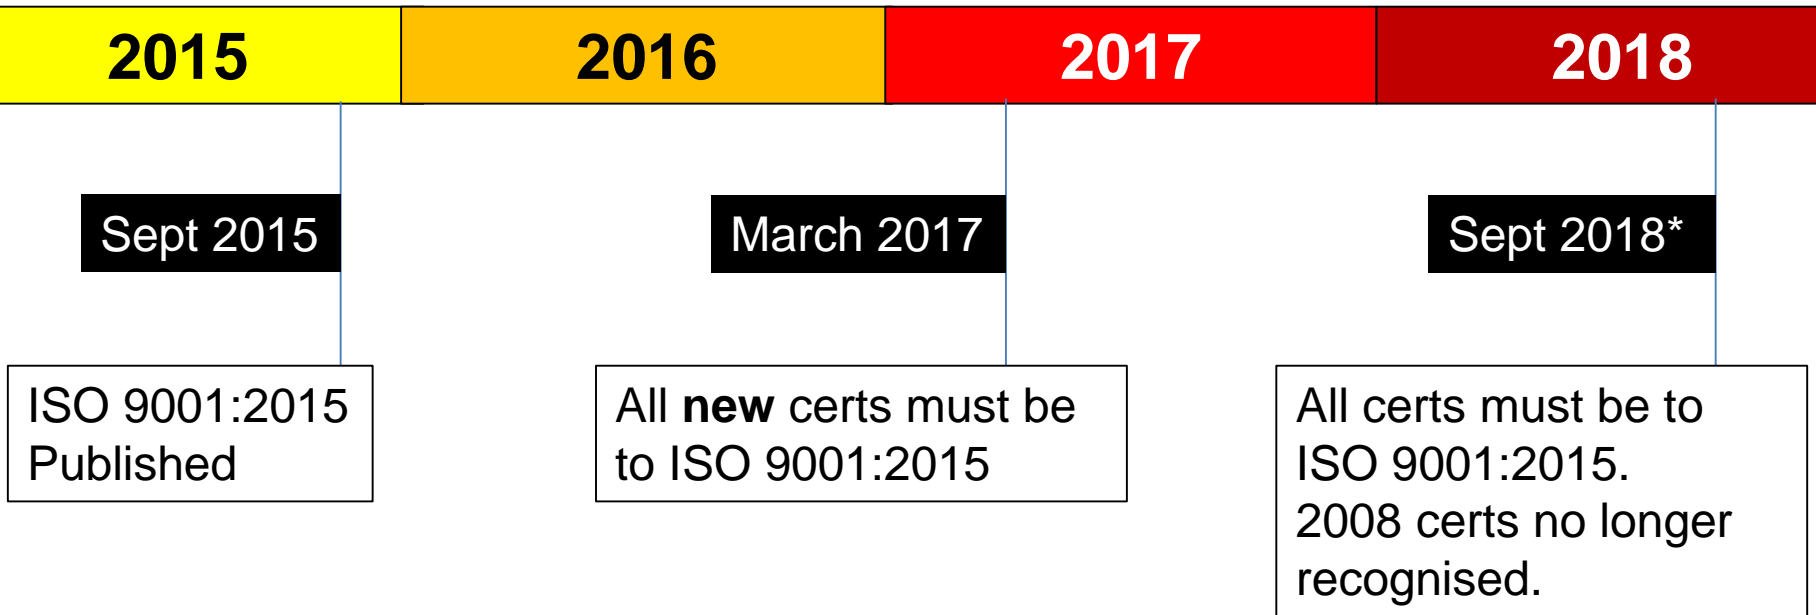 2015 2016 2017 2018
Sept 2015 March 2017 Sept 2018*
ISO 9001:2015
Published
All new certs must be
to ISO 9001:2015
All certs must be to
ISO 9001:2015.
2008 certs no longer
recognised.